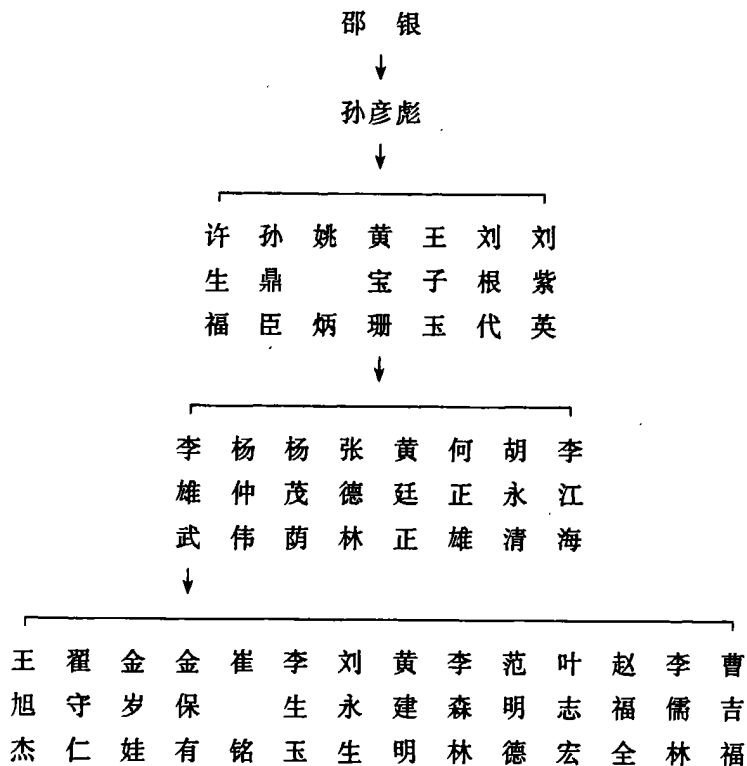 邵 银
孙彦彪
许生福 孙鼎臣 姚炳 黄宝珊 王子玉 刘根代 刘紫英
李雄武 杨仲伟 杨茂荫 张德林 黄廷正 何正雄 胡永清 李江海
王旭杰 翟守仁 金岁娃 金保有 崔铭 李生玉 刘永生 黄建明 李森林 范明德 叶志宏 赵福全 李儒林 曹吉福